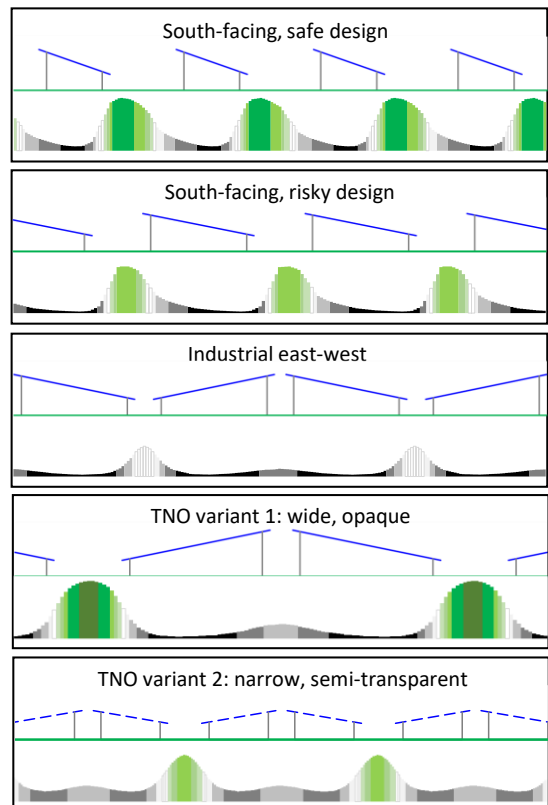 South-facing, safe design
South-facing, risky design
Industrial east-west
TNO variant 1: wide, opaque
TNO variant 2: narrow, semi-transparent